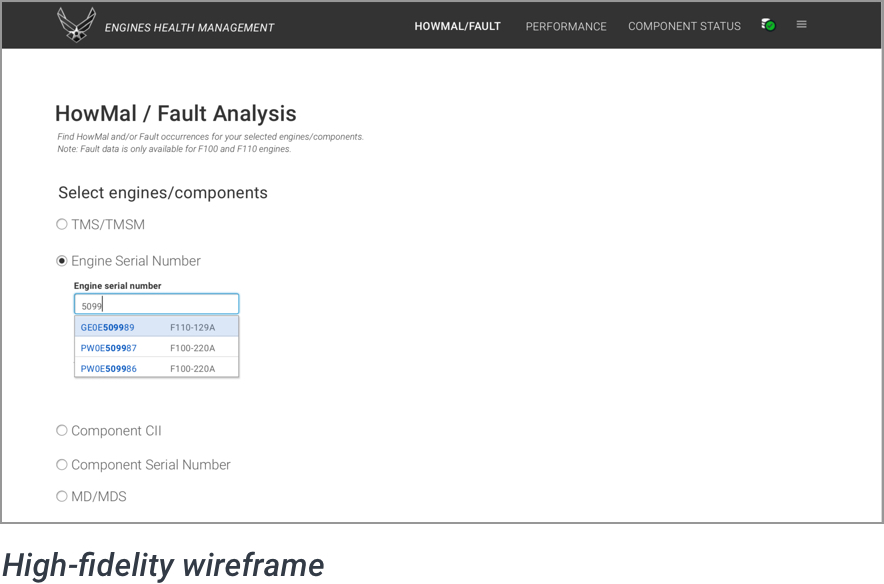 ENGINES HEALTH MANAGEMENT
HOWMAL/FAULT PERFORMANCE COMPONENT STATUS
HowMal / Fault Analysis
Find HowMal and/or Fault occurrences for your selected engines/components.
Note: Fault data is only available for F100 and F110 engines.
Select engines/components
TMS/TMSM
Engine Serial Number
Engine serial number
5099
GE0E509989 F110-129A
PW0E509987 F100-220A
PW0E509986 F100-220A
Component CII
Component Serial Number
MD/MDS
High-fidelity wireframe